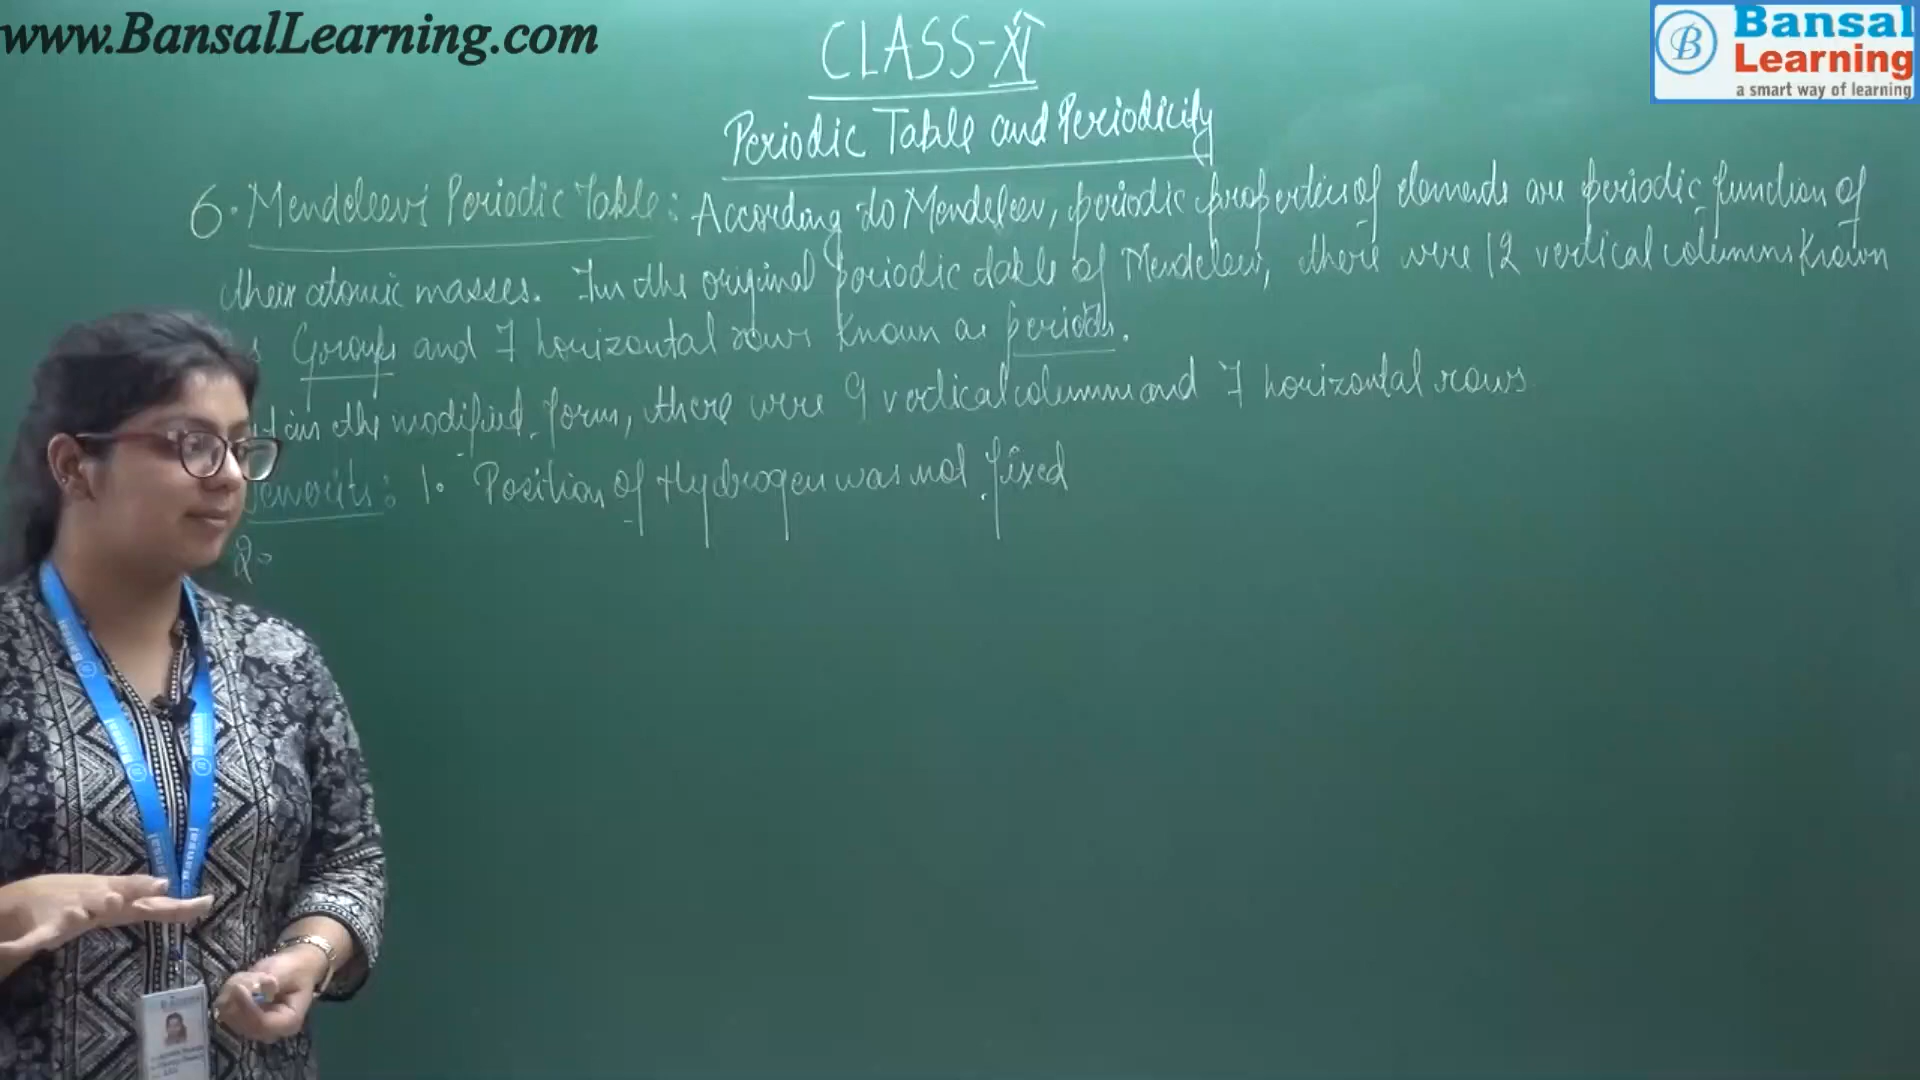 www.BansalLearning.com
CLASS-XI
Bansal
Learning
a smart way of learning
Periodic Table and Periodicity
6. Mendeleev's Periodic Table: According to Mendeleev, periodic properties of elements are periodic function of
their atomic masses. In the original periodic table of Mendeleev, there were 12 vertical columns known
Groups and 7 horizontal rows known as periods.
in the modified form, there were 9 vertical columns and 7 horizontal rows
: 1. Position of Hydrogen was not fixed
2.